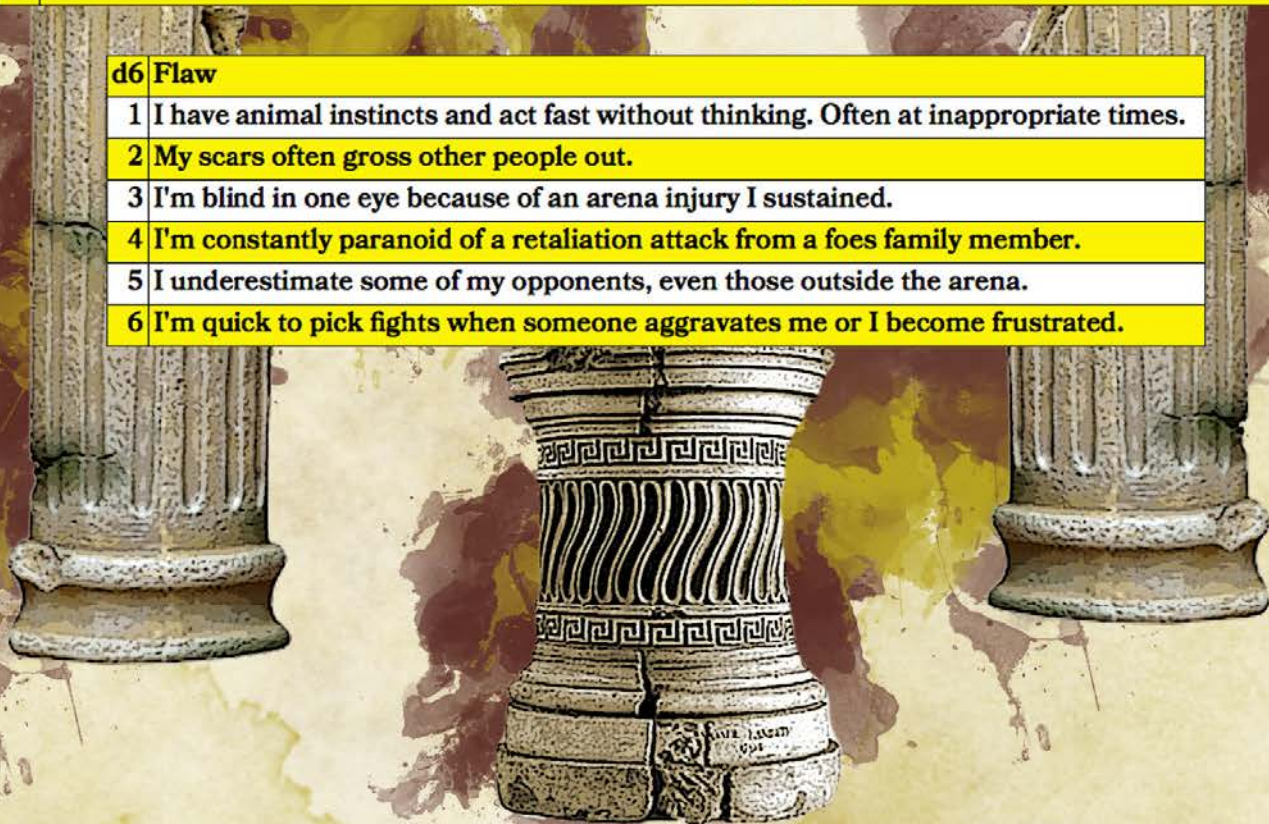 d6 Flaw
1 I have animal instincts and act fast without thinking. Often at inappropriate times.
2 My scars often gross other people out.
3 I'm blind in one eye because of an arena injury I sustained.
4 I'm constantly paranoid of a retaliation attack from a foes family member.
5 I underestimate some of my opponents, even those outside the arena.
6 I'm quick to pick fights when someone aggravates me or I become frustrated.